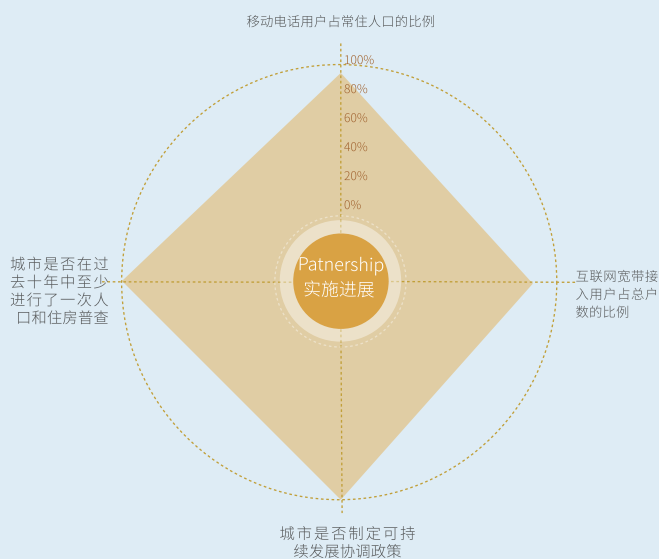 移动电话用户占常住人口的比例
100%
80%
60%
40%
20%
0%
城市是否在过
去十年中至少
进行了一次人
口和住房普查
Patnership
实施进展
互联网宽带接
入用户占总户
数的比例
城市是否制定可持
续发展协调政策